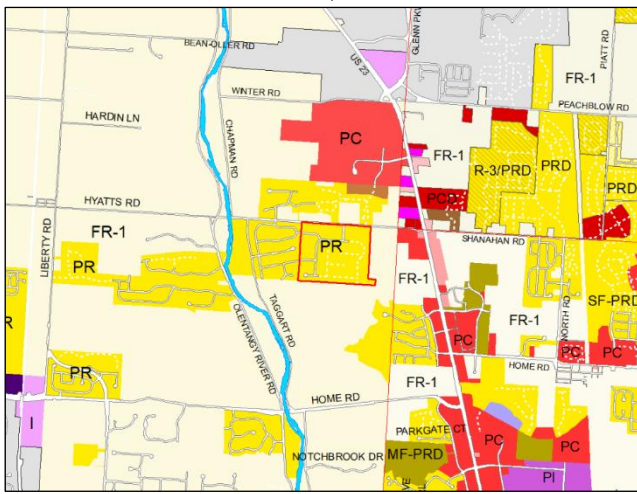 GLENN PKWY
BEAN-OLLER RD
US 23
PIATT RD
FR-1
WINTER RD
PEACHBLOW RD
HARDIN LN
CHAPMAN RD
PC
FR-1
R-3/PRD
PRD
PRD
HYATTS RD
PCD
FR-1
LIBERTY RD
PR
PR
SHANAHAN RD
FR-1
TAGGART RD
OLENTANGY RIVER RD
SF-PRD
R
NORTH RD
FR-1
PC
PC
PC
PR
HOME RD
FR-1
HOME RD
I
PARKGATE CT
PC
PC
NOTCHBROOK DR
MF-PRD
PI